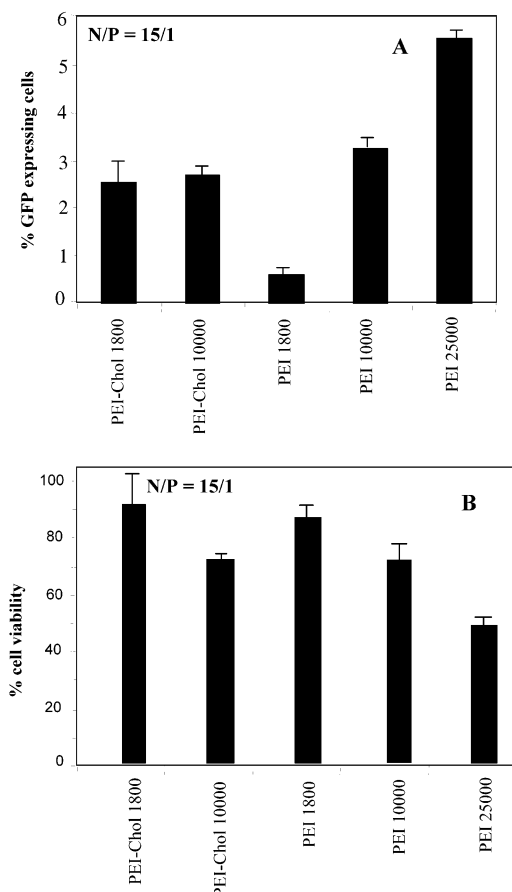 6
N/P = 15/1
A
5
4
3
2
1
0
% GFP expressing cells
PEI-Chol 1800
PEI-Chol 10000
PEI 1800
PEI 10000
PEI 25000
100
N/P = 15/1
B
80
60
40
20
0
% cell viability
PEI-Chol 1800
PEI-Chol 10000
PEI 1800
PEI 10000
PEI 25000